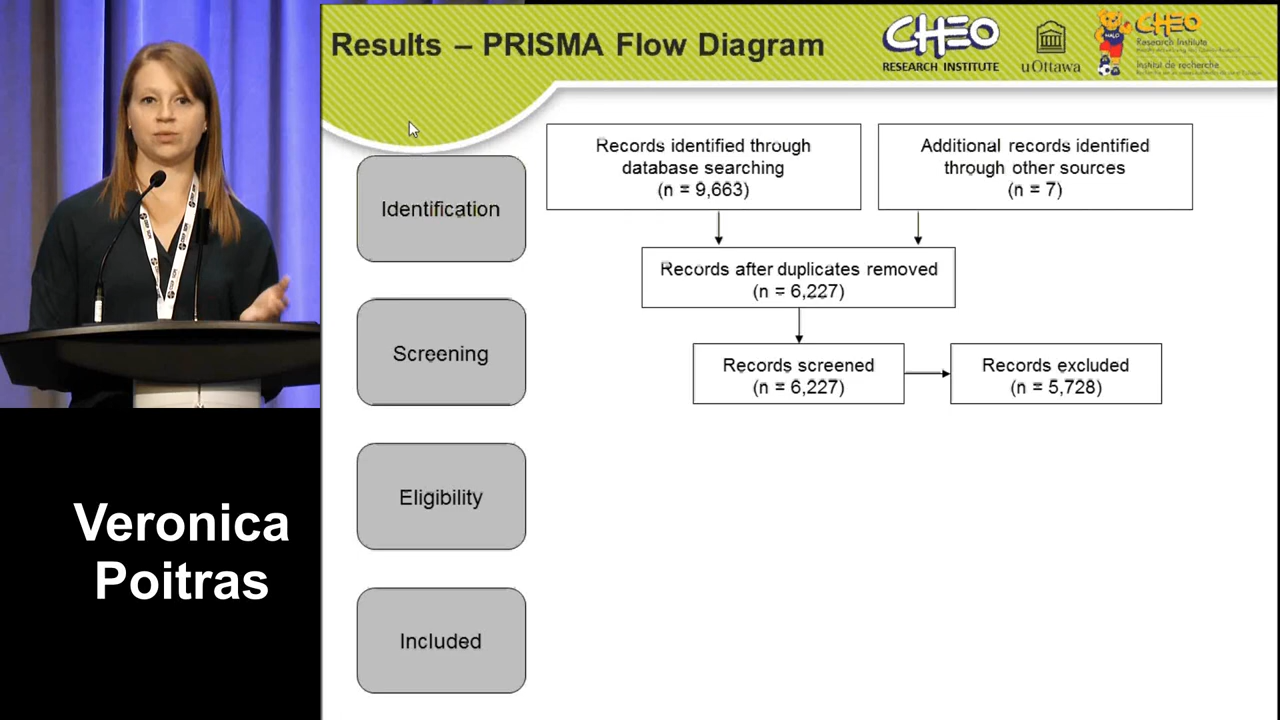 Results – PRISMA Flow Diagram
CHEO
RESEARCH INSTITUTE
uOttawa
HALO
CHEO
Research Institute
Institut de recherche
Records identified through
database searching
(n = 9,663)
Additional records identified
through other sources
(n = 7)
Identification
Records after duplicates removed
(n = 6,227)
Screening
Records screened
(n = 6,227)
Records excluded
(n = 5,728)
Eligibility
Included
Veronica
Poitras